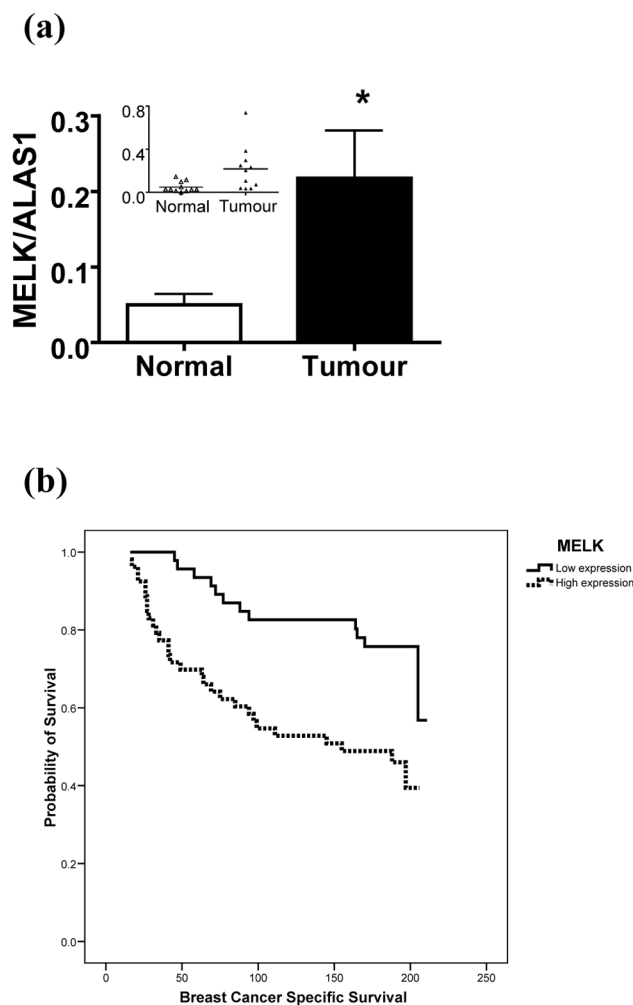 (a)
*
MELK/ALAS1
0.3
0.2
0.1
0.0
0.8
0.4
0.0
Normal Tumour
Normal Tumour
(b)
MELK
Low expression
High expression
Probability of Survival
1.0
0.8
0.6
0.4
0.2
0.0
0 50 100 150 200 250
Breast Cancer Specific Survival